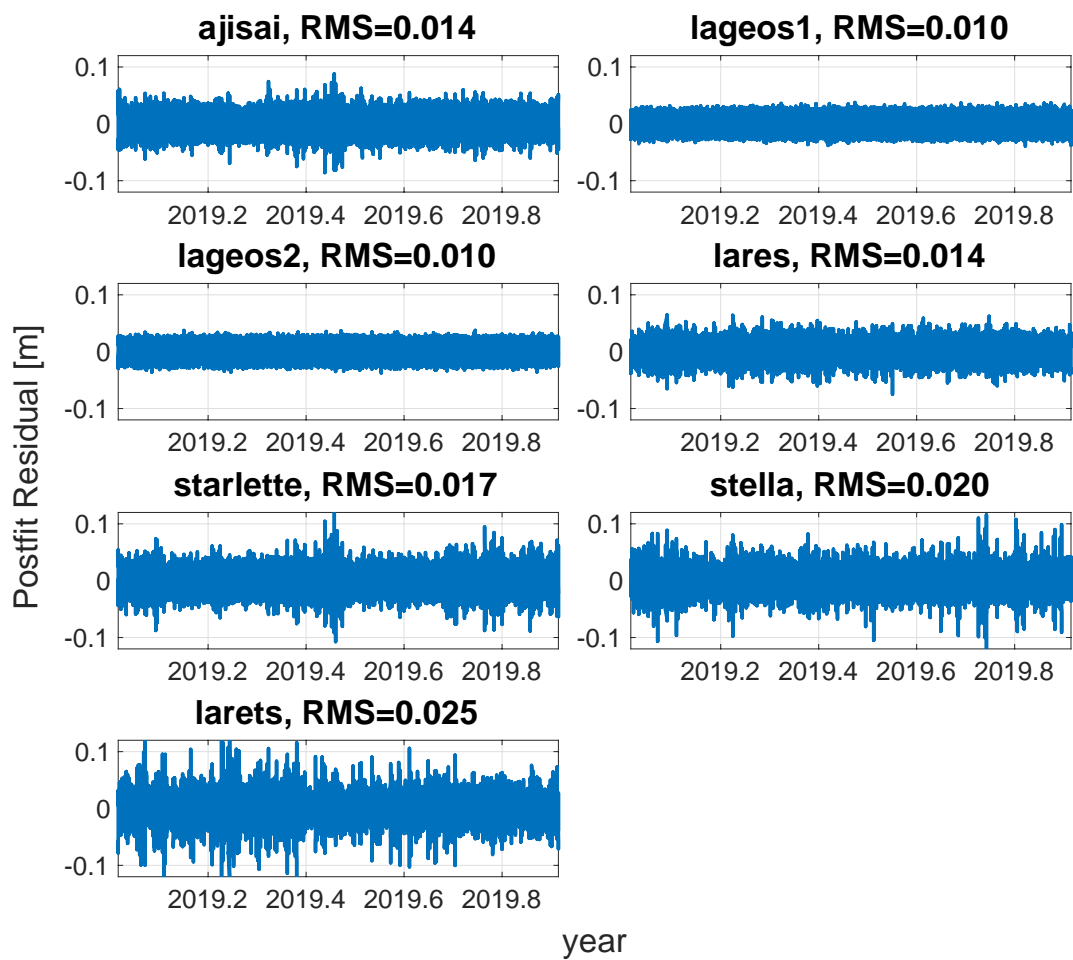 ajisai, RMS=0.014
0.1
0
-0.1
2019.2 2019.4 2019.6 2019.8
lageos1, RMS=0.010
0.1
0
-0.1
2019.2 2019.4 2019.6 2019.8
lageos2, RMS=0.010
0.1
0
-0.1
2019.2 2019.4 2019.6 2019.8
lares, RMS=0.014
0.1
0
-0.1
2019.2 2019.4 2019.6 2019.8
Postfit Residual [m]
starlette, RMS=0.017
0.1
0
-0.1
2019.2 2019.4 2019.6 2019.8
stella, RMS=0.020
0.1
0
-0.1
2019.2 2019.4 2019.6 2019.8
larets, RMS=0.025
0.1
0
-0.1
2019.2 2019.4 2019.6 2019.8
year